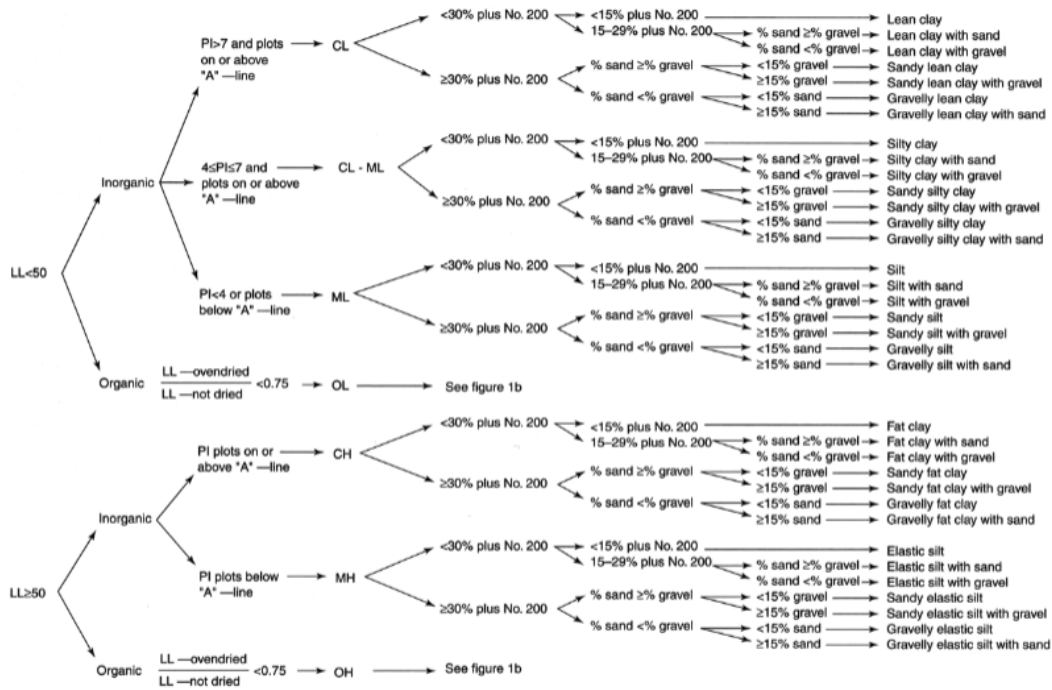 <30% plus No. 200 <15% plus No. 200 Lean clay
PI>7 and plots on or above "A" —line CL 15–29% plus No. 200 % sand ≥% gravel Lean clay with sand
% sand <% gravel Lean clay with gravel
≥30% plus No. 200 % sand ≥% gravel <15% gravel Sandy lean clay
≥15% gravel Sandy lean clay with gravel
% sand <% gravel <15% sand Gravelly lean clay
≥15% sand Gravelly lean clay with sand
<30% plus No. 200 <15% plus No. 200 Silty clay
Inorganic 4≤PI≤7 and plots on or above "A" —line CL - ML 15–29% plus No. 200 % sand ≥% gravel Silty clay with sand
% sand <% gravel Silty clay with gravel
≥30% plus No. 200 % sand ≥% gravel <15% gravel Sandy silty clay
≥15% gravel Sandy silty clay with gravel
% sand <% gravel <15% sand Gravelly silty clay
≥15% sand Gravelly silty clay with sand
LL<50
<30% plus No. 200 <15% plus No. 200 Silt
PI<4 or plots below "A" —line ML 15–29% plus No. 200 % sand ≥% gravel Silt with sand
% sand <% gravel Silt with gravel
≥30% plus No. 200 % sand ≥% gravel <15% gravel Sandy silt
≥15% gravel Sandy silt with gravel
% sand <% gravel <15% sand Gravelly silt
≥15% sand Gravelly silt with sand
Organic LL —ovendried LL —not dried <0.75 OL See figure 1b
<30% plus No. 200 <15% plus No. 200 Fat clay
PI plots on or above "A" —line CH 15–29% plus No. 200 % sand ≥% gravel Fat clay with sand
% sand <% gravel Fat clay with gravel
≥30% plus No. 200 % sand ≥% gravel <15% gravel Sandy fat clay
≥15% gravel Sandy fat clay with gravel
% sand <% gravel <15% sand Gravelly fat clay
≥15% sand Gravelly fat clay with sand
Inorganic
<30% plus No. 200 <15% plus No. 200 Elastic silt
PI plots below "A" —line MH 15–29% plus No. 200 % sand ≥% gravel Elastic silt with sand
% sand <% gravel Elastic silt with gravel
LL≥50
≥30% plus No. 200 % sand ≥% gravel <15% gravel Sandy elastic silt
≥15% gravel Sandy elastic silt with gravel
% sand <% gravel <15% sand Gravelly elastic silt
≥15% sand Gravelly elastic silt with sand
Organic LL —ovendried LL —not dried <0.75 OH See figure 1b